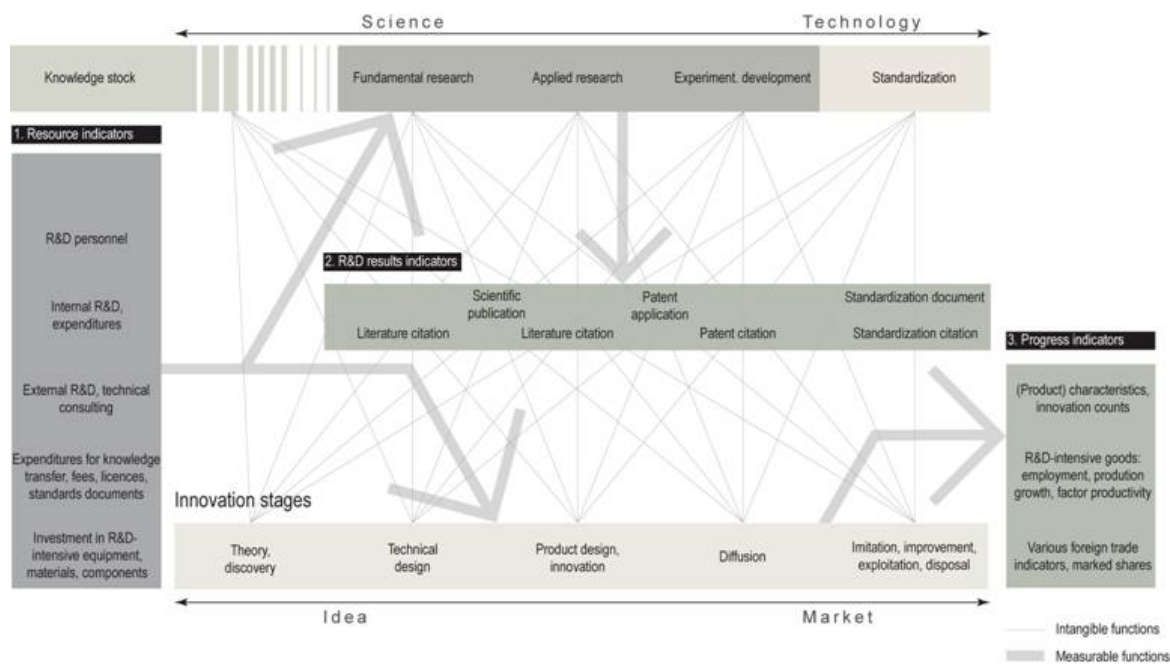 Science
Technology
Knowledge stock
Fundamental research
Applied research
Experiment. development
Standardization
1. Resource indicators
R&D personnel
Internal R&D,
expenditures
External R&D, technical
consulting
Expenditures for knowledge
transfer, fees, licences,
standards documents
Investment in R&D-
intensive equipment,
materials, components
2. R&D results indicators
Scientific
publication
Patent
application
Standardization document
Literature citation
Literature citation
Patent citation
Standardization citation
3. Progress indicators
(Product) characteristics,
innovation counts
R&D-intensive goods:
employment, prodution
growth, factor productivity
Various foreign trade
indicators, marked shares
Innovation stages
Theory,
discovery
Technical
design
Product design,
innovation
Diffusion
Imitation, improvement,
exploitation, disposal
Idea
Market
Intangible functions
Measurable functions